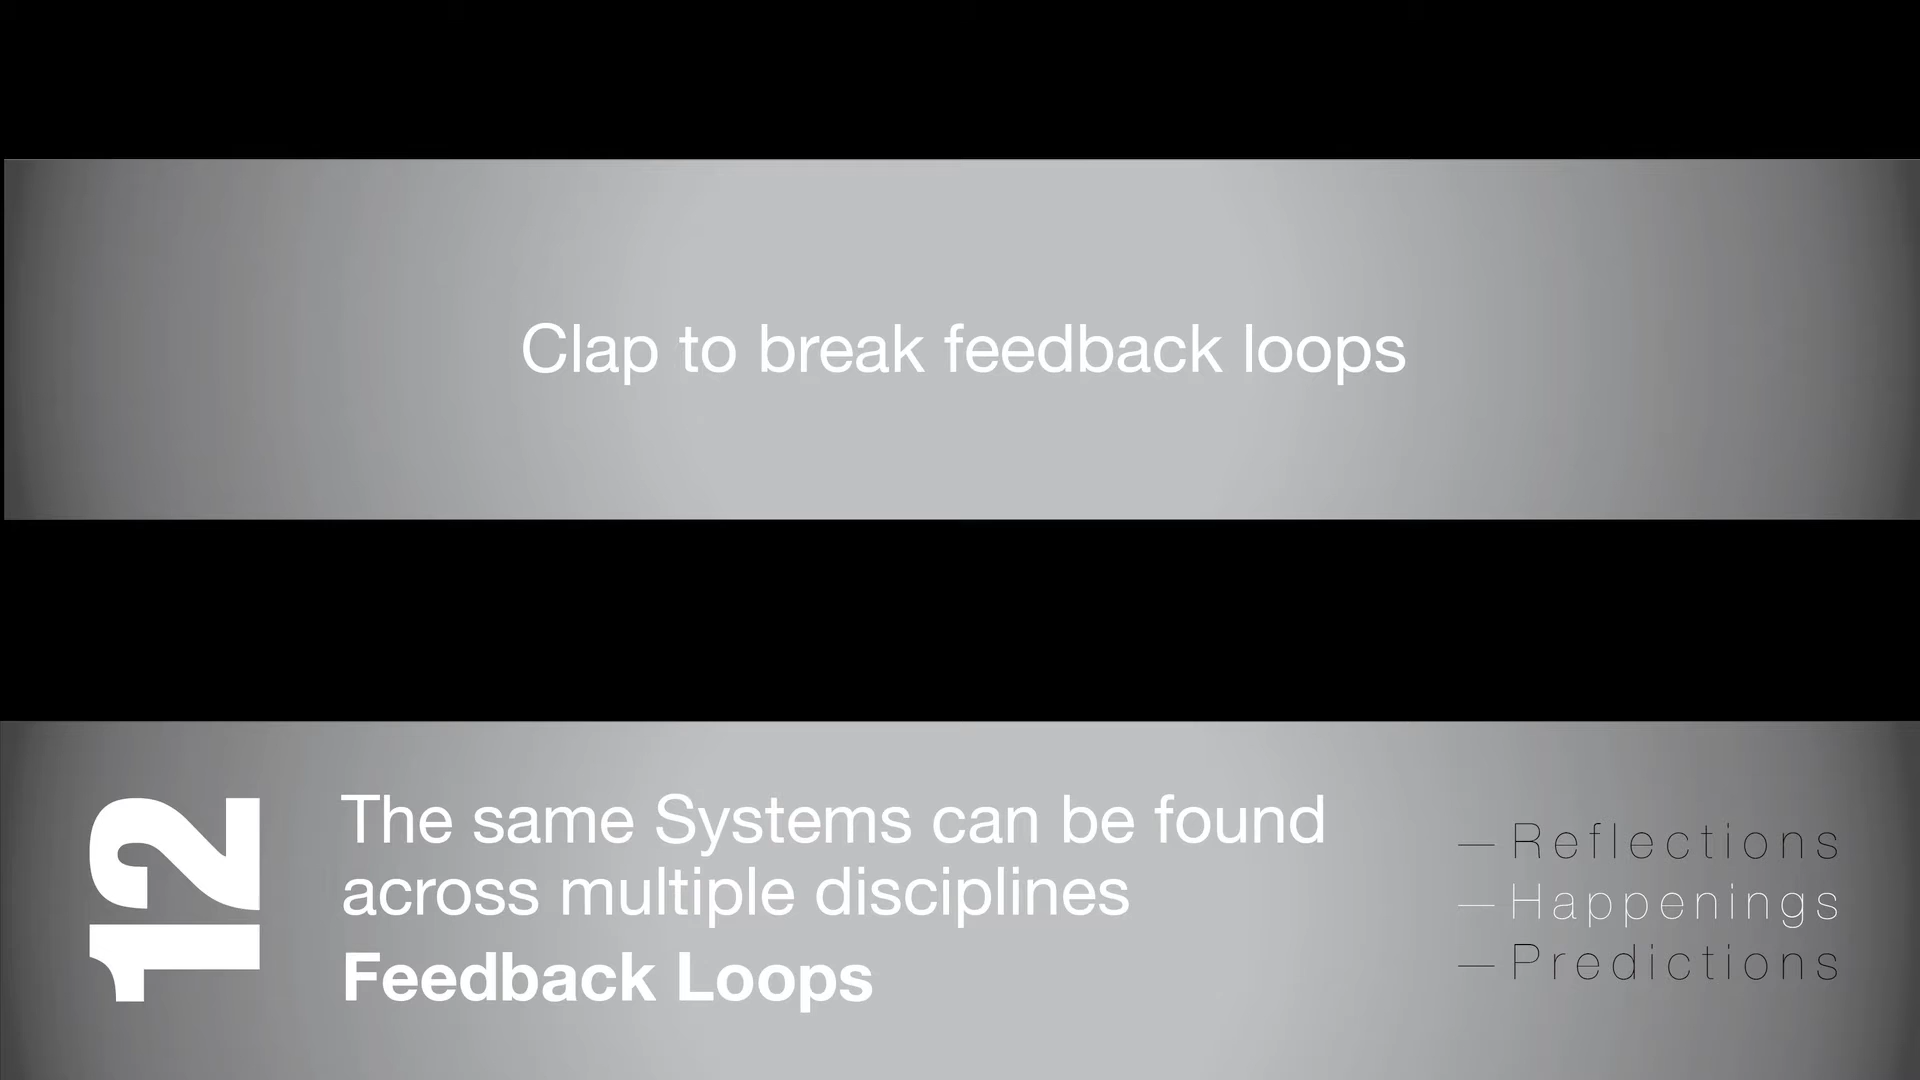 Clap to break feedback loops
12
The same Systems can be found
across multiple disciplines
Feedback Loops
— Reflections
— Happenings
— Predictions